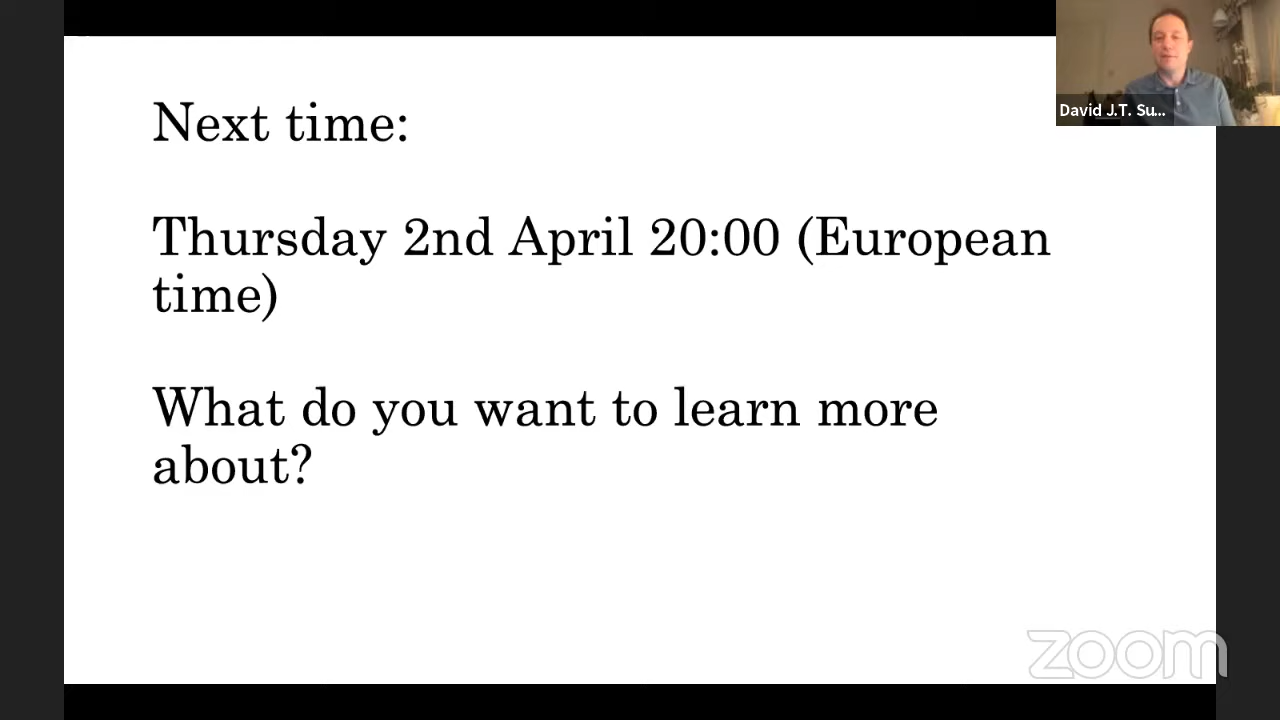 Next time:
Thursday 2nd April 20:00 (European
time)
What do you want to learn more
about?
David J.T. Su...
zoom